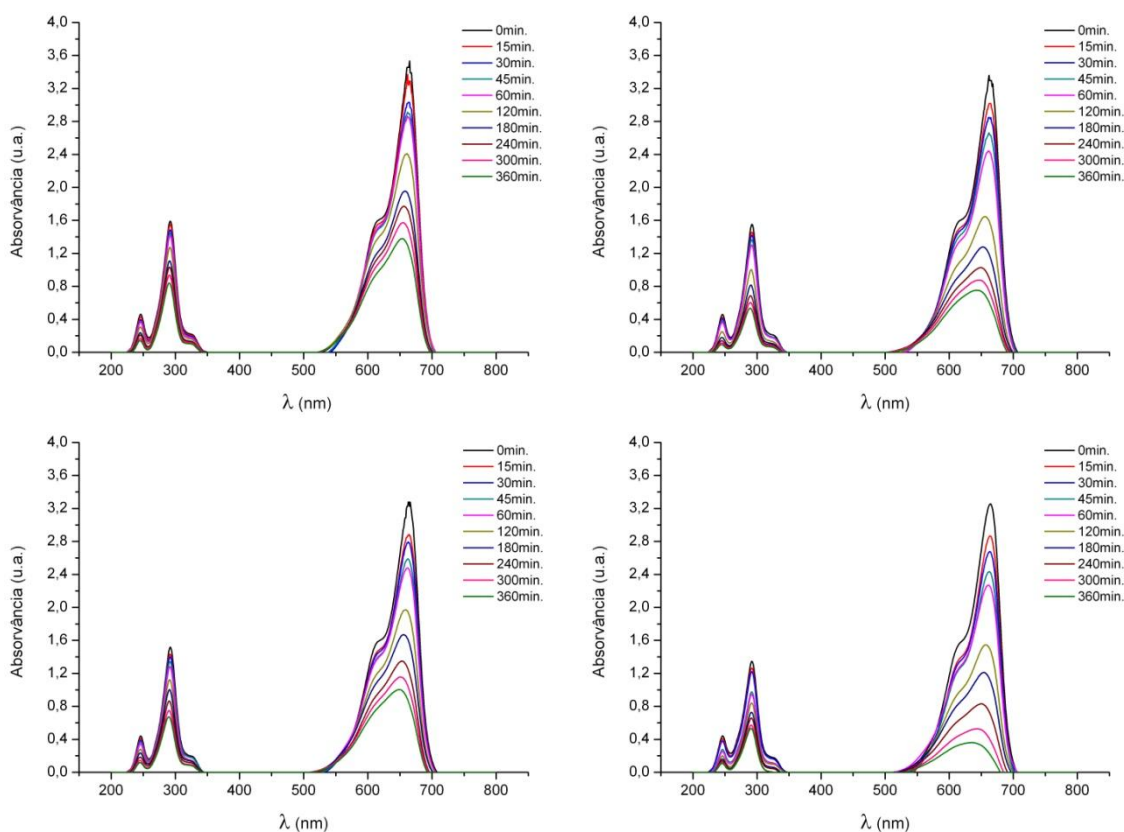 4,0
3,6
3,2
2,8
2,4
2,0
1,6
1,2
0,8
0,4
0,0
Absorvância (u.a.)
200 300 400 500 600 700 800
λ (nm)
0min.
15min.
30min.
45min.
60min.
120min.
180min.
240min.
300min.
360min.
4,0
3,6
3,2
2,8
2,4
2,0
1,6
1,2
0,8
0,4
0,0
Absorvância (u.a.)
200 300 400 500 600 700 800
λ (nm)
0min.
15min.
30min.
45min.
60min.
120min.
180min.
240min.
300min.
360min.
4,0
3,6
3,2
2,8
2,4
2,0
1,6
1,2
0,8
0,4
0,0
Absorvância (u.a.)
200 300 400 500 600 700 800
λ (nm)
0min.
15min.
30min.
45min.
60min.
120min.
180min.
240min.
300min.
360min.
4,0
3,6
3,2
2,8
2,4
2,0
1,6
1,2
0,8
0,4
0,0
Absorvância (u.a.)
200 300 400 500 600 700 800
λ (nm)
0min.
15min.
30min.
45min.
60min.
120min.
180min.
240min.
300min.
360min.